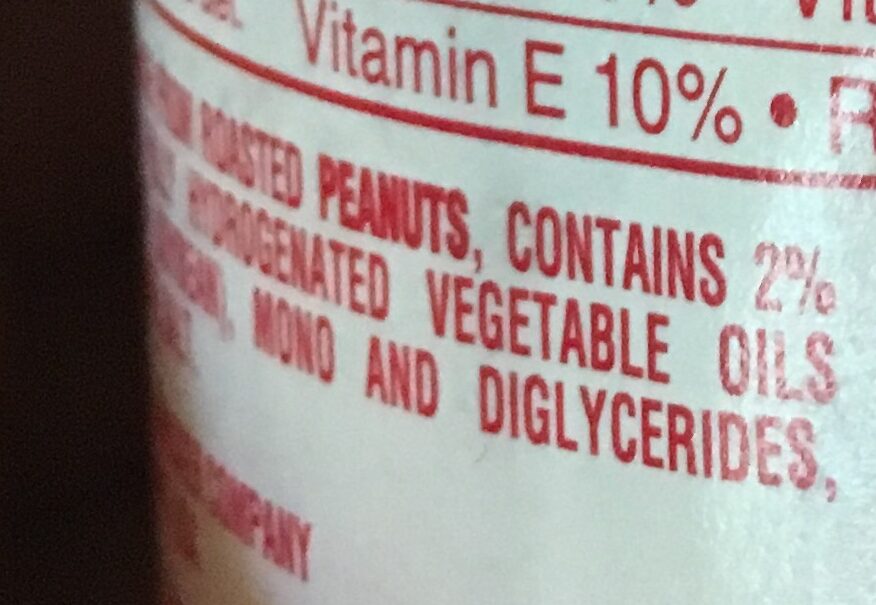 Vitamin E 10% •
ROASTED PEANUTS, CONTAINS 2%
HYDROGENATED VEGETABLE OILS
MONO AND DIGLYCERIDES,
COMPANY